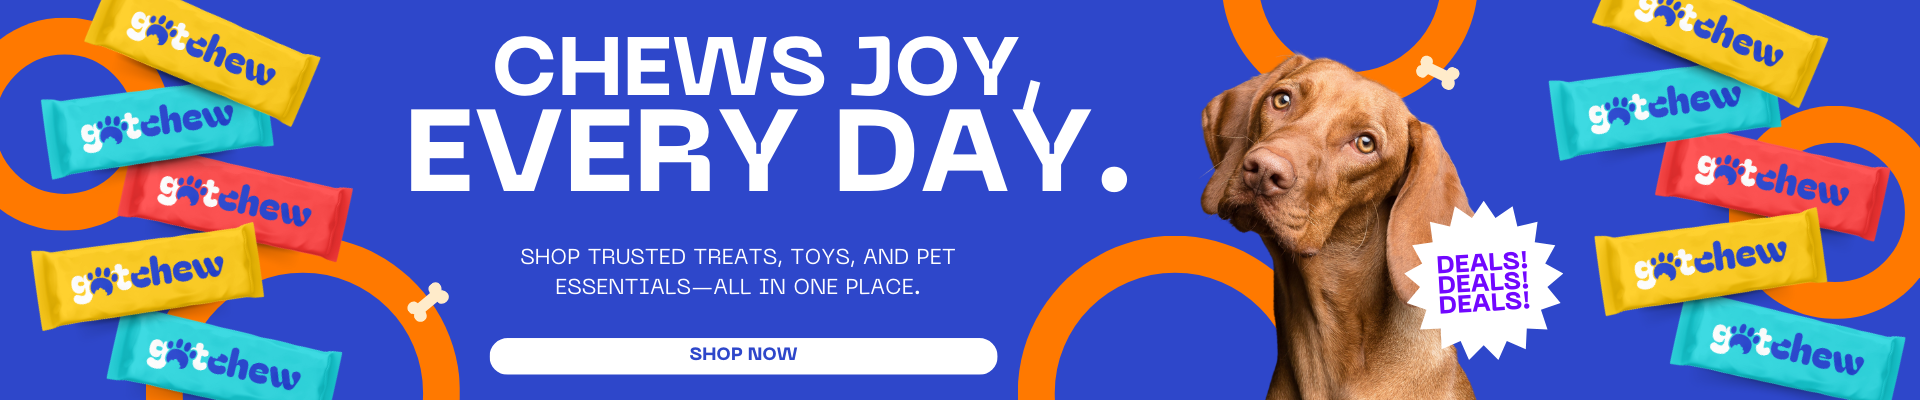 CHEWS JOY,
EVERY DAY.
SHOP TRUSTED TREATS, TOYS, AND PET
ESSENTIALS—ALL IN ONE PLACE.
SHOP NOW
DEALS!
DEALS!
DEALS!
gotchew
gotchew
gotchew
gotchew
gotchew
gotchew
gotchew
gotchew
gotchew
gotchew